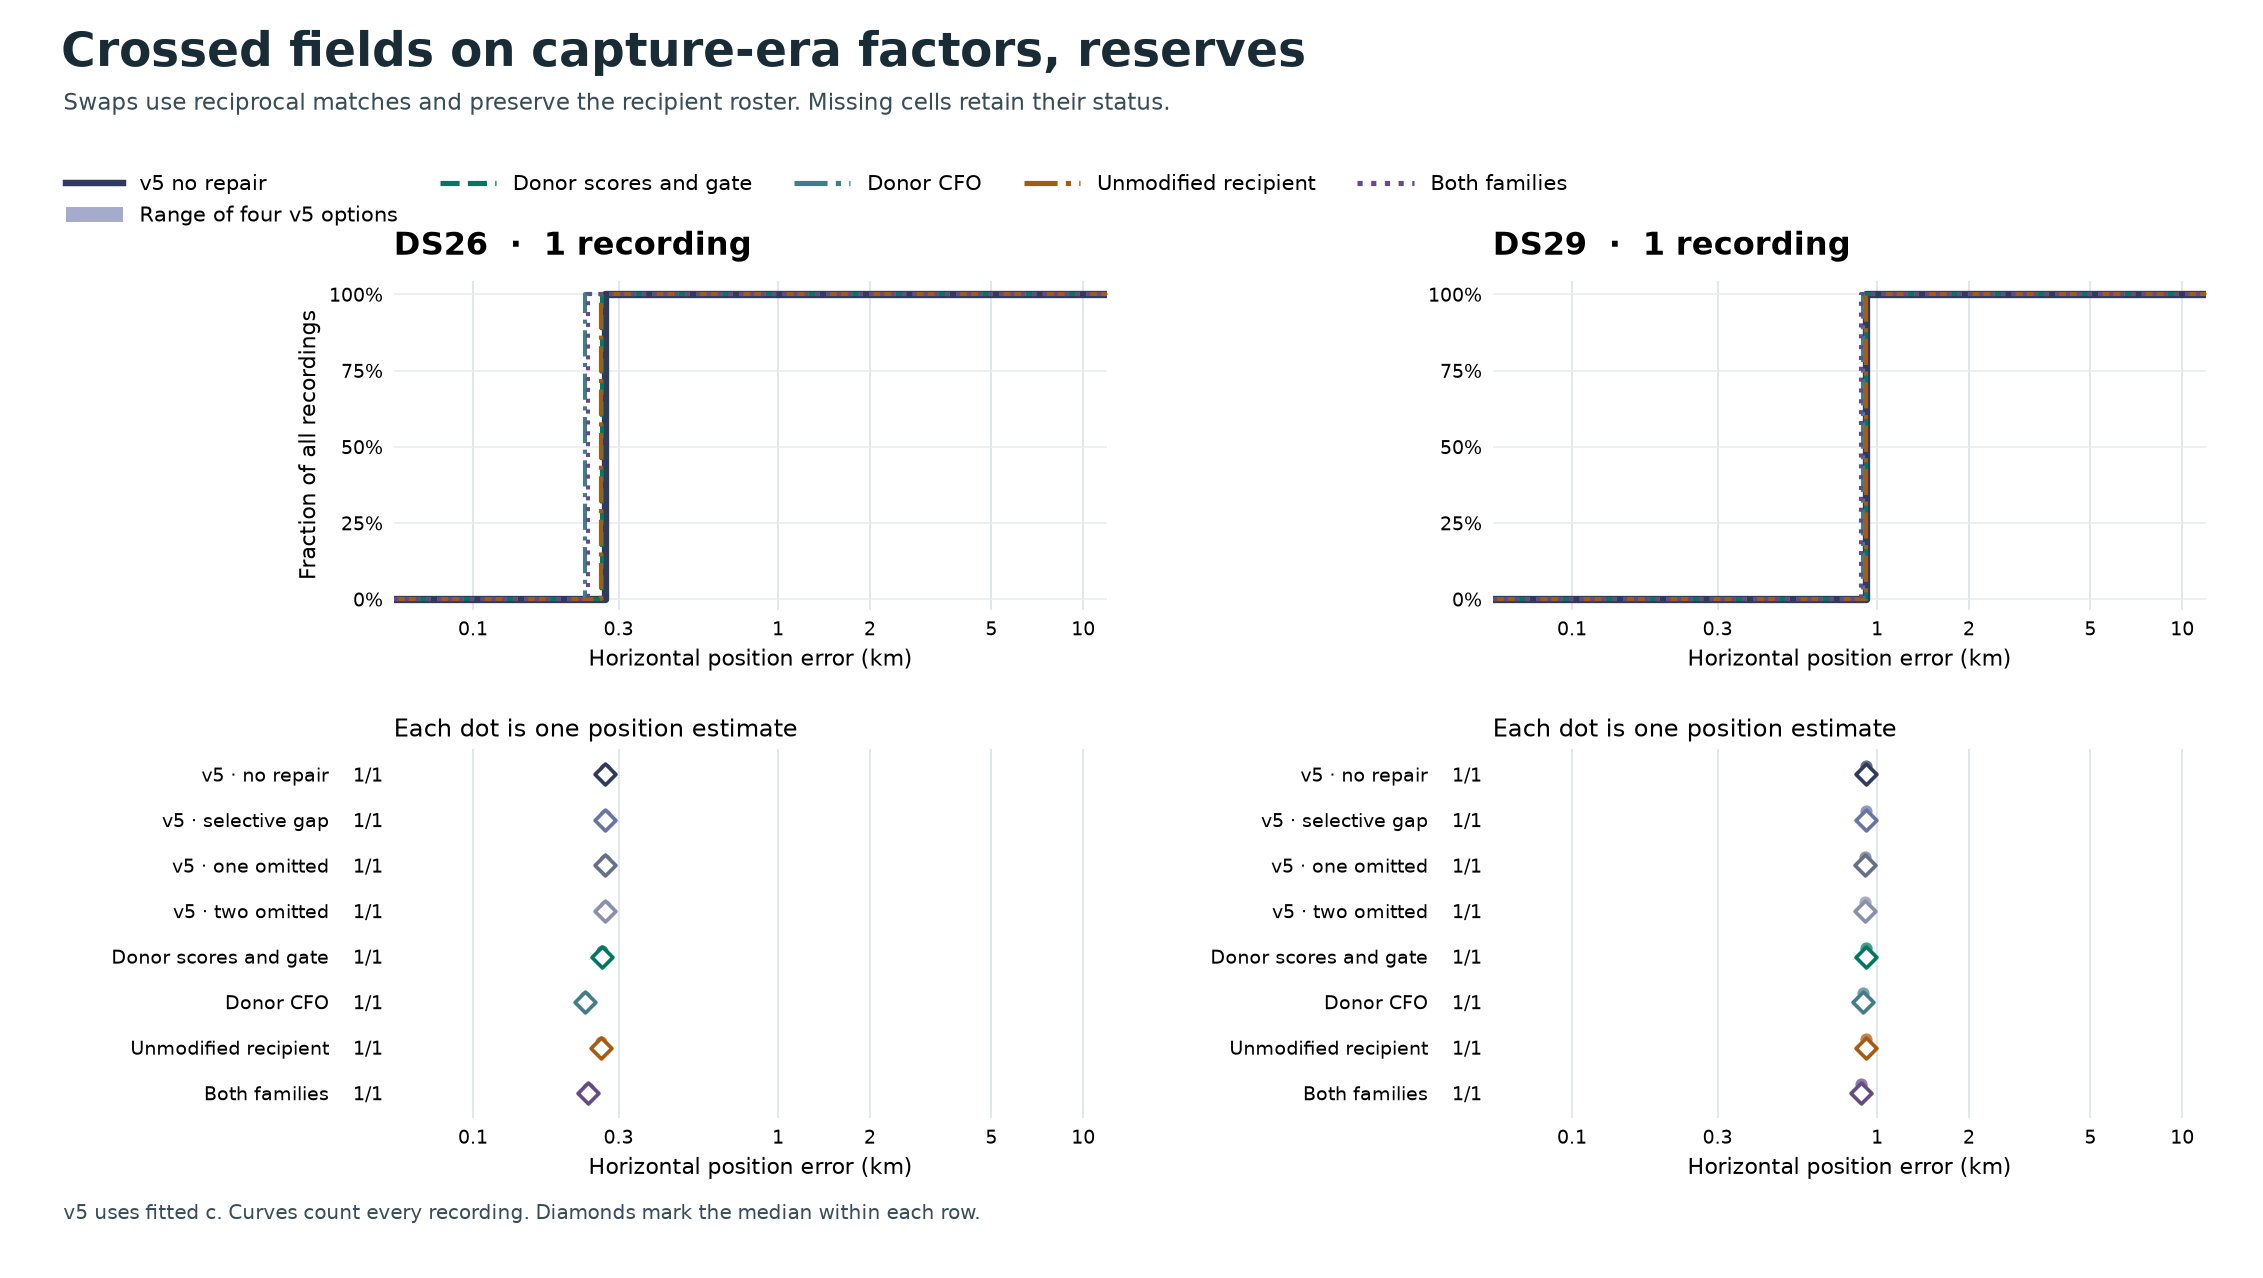 Crossed fields on capture-era factors, reserves
Swaps use reciprocal matches and preserve the recipient roster. Missing cells retain their status.
v5 no repair
Donor scores and gate
Donor CFO
Unmodified recipient
Both families
Range of four v5 options
DS26 · 1 recording
Fraction of all recordings
100%
75%
50%
25%
0%
0.1 0.3 1 2 5 10
Horizontal position error (km)
DS29 · 1 recording
100%
75%
50%
25%
0%
0.1 0.3 1 2 5 10
Horizontal position error (km)
Each dot is one position estimate
v5 · no repair 1/1
v5 · selective gap 1/1
v5 · one omitted 1/1
v5 · two omitted 1/1
Donor scores and gate 1/1
Donor CFO 1/1
Unmodified recipient 1/1
Both families 1/1
0.1 0.3 1 2 5 10
Horizontal position error (km)
Each dot is one position estimate
v5 · no repair 1/1
v5 · selective gap 1/1
v5 · one omitted 1/1
v5 · two omitted 1/1
Donor scores and gate 1/1
Donor CFO 1/1
Unmodified recipient 1/1
Both families 1/1
0.1 0.3 1 2 5 10
Horizontal position error (km)
v5 uses fitted c. Curves count every recording. Diamonds mark the median within each row.